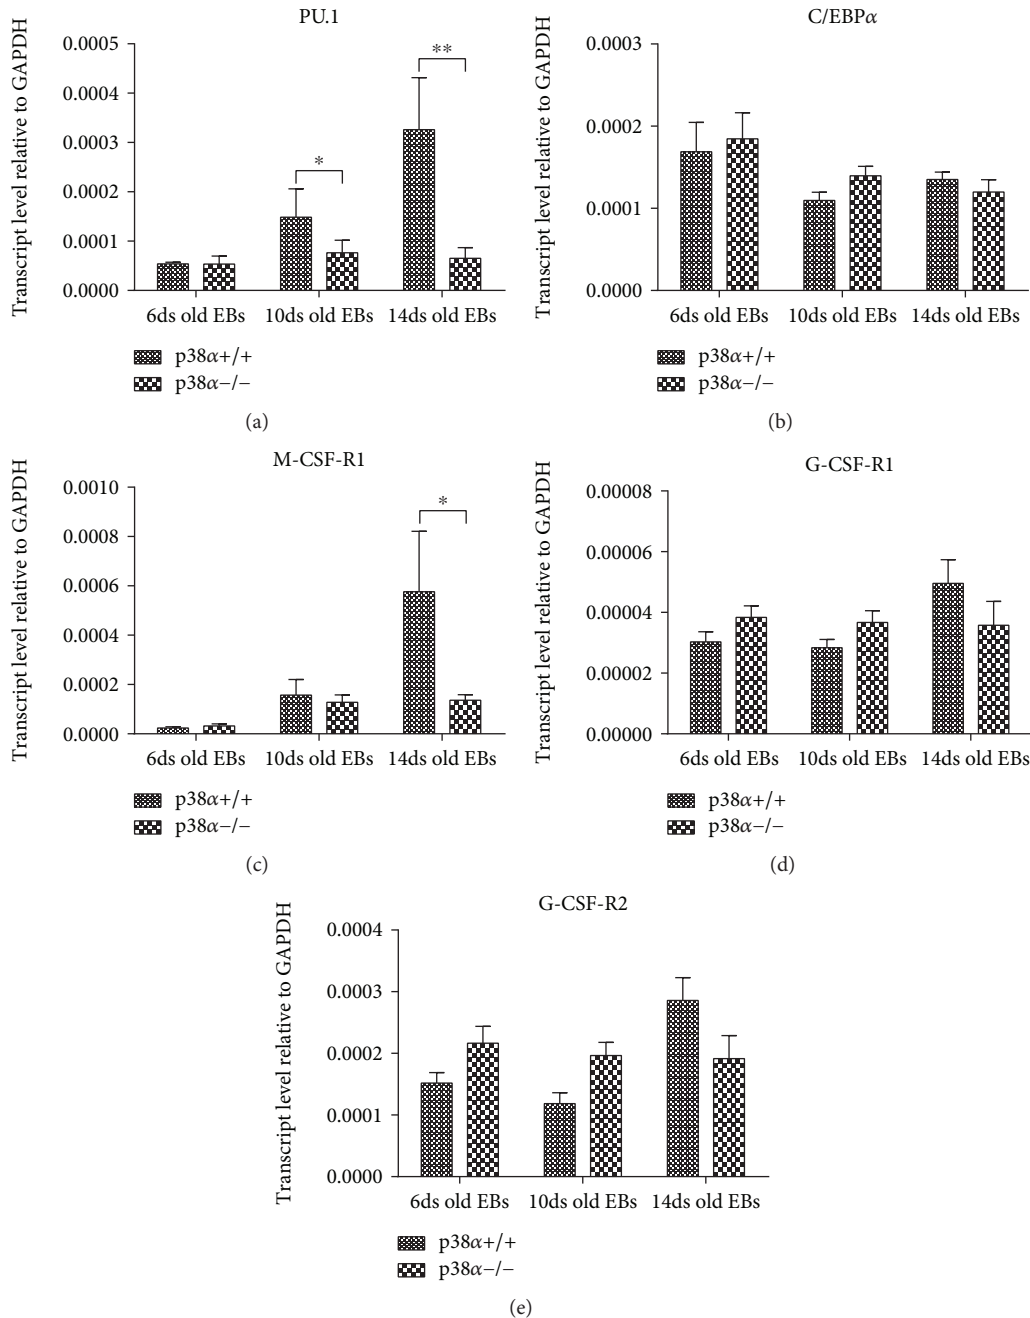 PU.1
Transcript level relative to GAPDH
0.0005
0.0004
0.0003
0.0002
0.0001
0.0000
*
**
6ds old EBs 10ds old EBs 14ds old EBs
p38α+/+
p38α−/−
(a)
C/EBPα
Transcript level relative to GAPDH
0.0003
0.0002
0.0001
0.0000
6ds old EBs 10ds old EBs 14ds old EBs
p38α+/+
p38α−/−
(b)
M-CSF-R1
Transcript level relative to GAPDH
0.0010
0.0008
0.0006
0.0004
0.0002
0.0000
*
6ds old EBs 10ds old EBs 14ds old EBs
p38α+/+
p38α−/−
(c)
G-CSF-R1
Transcript level relative to GAPDH
0.00008
0.00006
0.00004
0.00002
0.00000
6ds old EBs 10ds old EBs 14ds old EBs
p38α+/+
p38α−/−
(d)
G-CSF-R2
Transcript level relative to GAPDH
0.0004
0.0003
0.0002
0.0001
0.0000
6ds old EBs 10ds old EBs 14ds old EBs
p38α+/+
p38α−/−
(e)